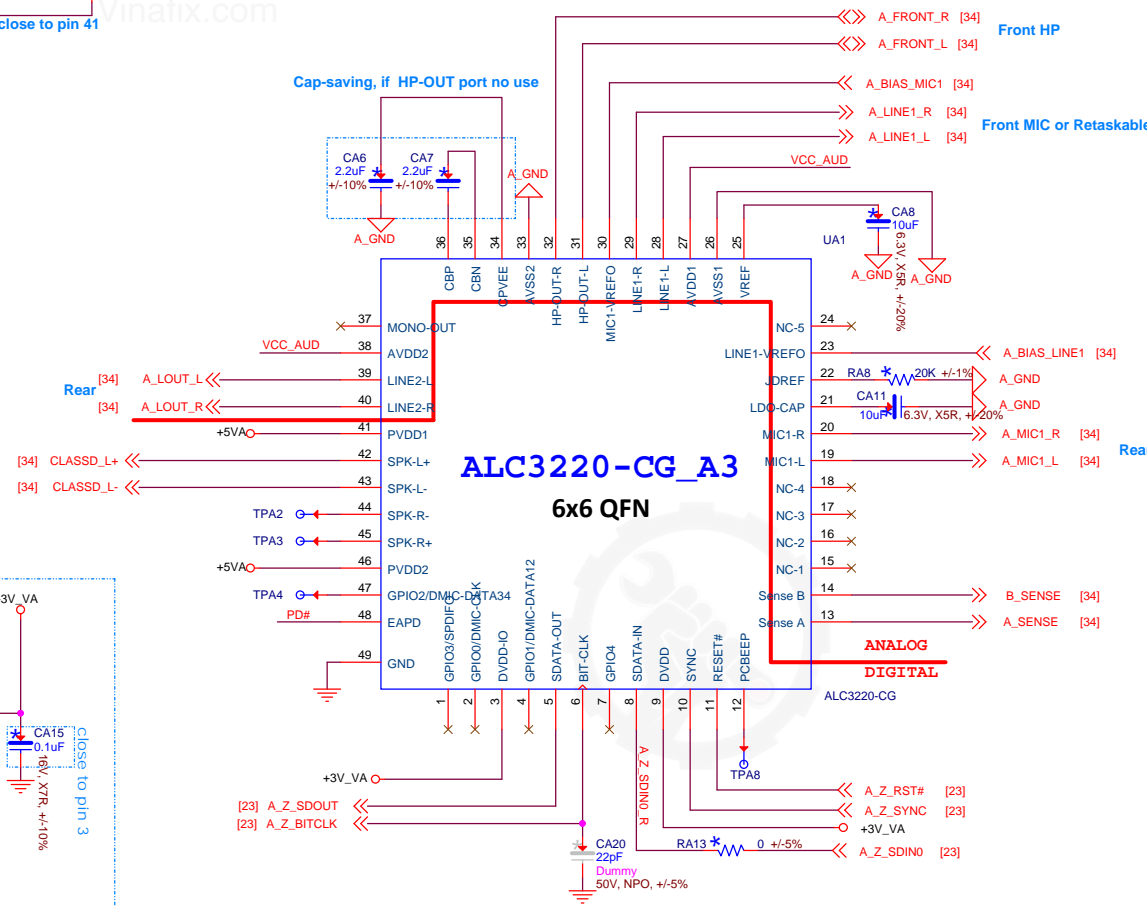 Vinafix.com
close to pin 41
A_FRONT_R [34]
Front HP
A_FRONT_L [34]
Cap-saving, if HP-OUT port no use
A_BIAS_MIC1 [34]
A_LINE1_R [34]
Front MIC or Retaskable
A_LINE1_L [34]
VCC_AUD
CA6
2.2uF
+/-10%
CA7
2.2uF
+/-10%
A_GND
A_GND
CA8
10uF
6.3V, X5R, +/-20%
A_GND
A_GND
UA1
36
35
34
33
32
31
30
29
28
27
26
25
CBP
CBN
CPVEE
AVSS2
HP-OUT-R
HP-OUT-L
MIC1-VREFO
LINE1-R
LINE1-L
AVDD1
AVSS1
VREF
37 MONO-OUT
VCC_AUD 38 AVDD2
Rear
[34] A_LOUT_L 39 LINE2-L
[34] A_LOUT_R 40 LINE2-R
+5VA 41 PVDD1
[34] CLASSD_L+ 42 SPK-L+
[34] CLASSD_L- 43 SPK-L-
TPA2 44 SPK-R-
TPA3 45 SPK-R+
+5VA 46 PVDD2
TPA4 47 GPIO2/DMIC-DATA34
PD# 48 EAPD
49 GND
ALC3220-CG_A3
6x6 QFN
NC-5 24
LINE1-VREFO 23 A_BIAS_LINE1 [34]
JDREF 22 RA8 20K +/-1% A_GND
LDO-CAP 21 CA11 10uF 6.3V, X5R, +/-20% A_GND
MIC1-R 20 A_MIC1_R [34]
MIC1-L 19 A_MIC1_L [34]
Rea
NC-4 18
NC-3 17
NC-2 16
NC-1 15
Sense B 14 B_SENSE [34]
Sense A 13 A_SENSE [34]
ANALOG
DIGITAL
ALC3220-CG
GPIO3/SPDIFO
GPIO0/DMIC-CLK
DVDD-IO
GPIO1/DMIC-DATA12
SDATA-OUT
BIT-CLK
GPIO4
SDATA-IN
DVDD
SYNC
RESET#
PCBEEP
1
2
3
4
5
6
7
8
9
10
11
12
3V_VA
CA15
0.1uF
16V, X7R, +/-10%
close to pin 3
+3V_VA
[23] A_Z_SDOUT
[23] A_Z_BITCLK
A_Z_SDIN0_R
TPA8
A_Z_RST# [23]
A_Z_SYNC [23]
+3V_VA
CA20
22pF
Dummy
50V, NPO, +/-5%
RA13 0 +/-5%
A_Z_SDIN0 [23]